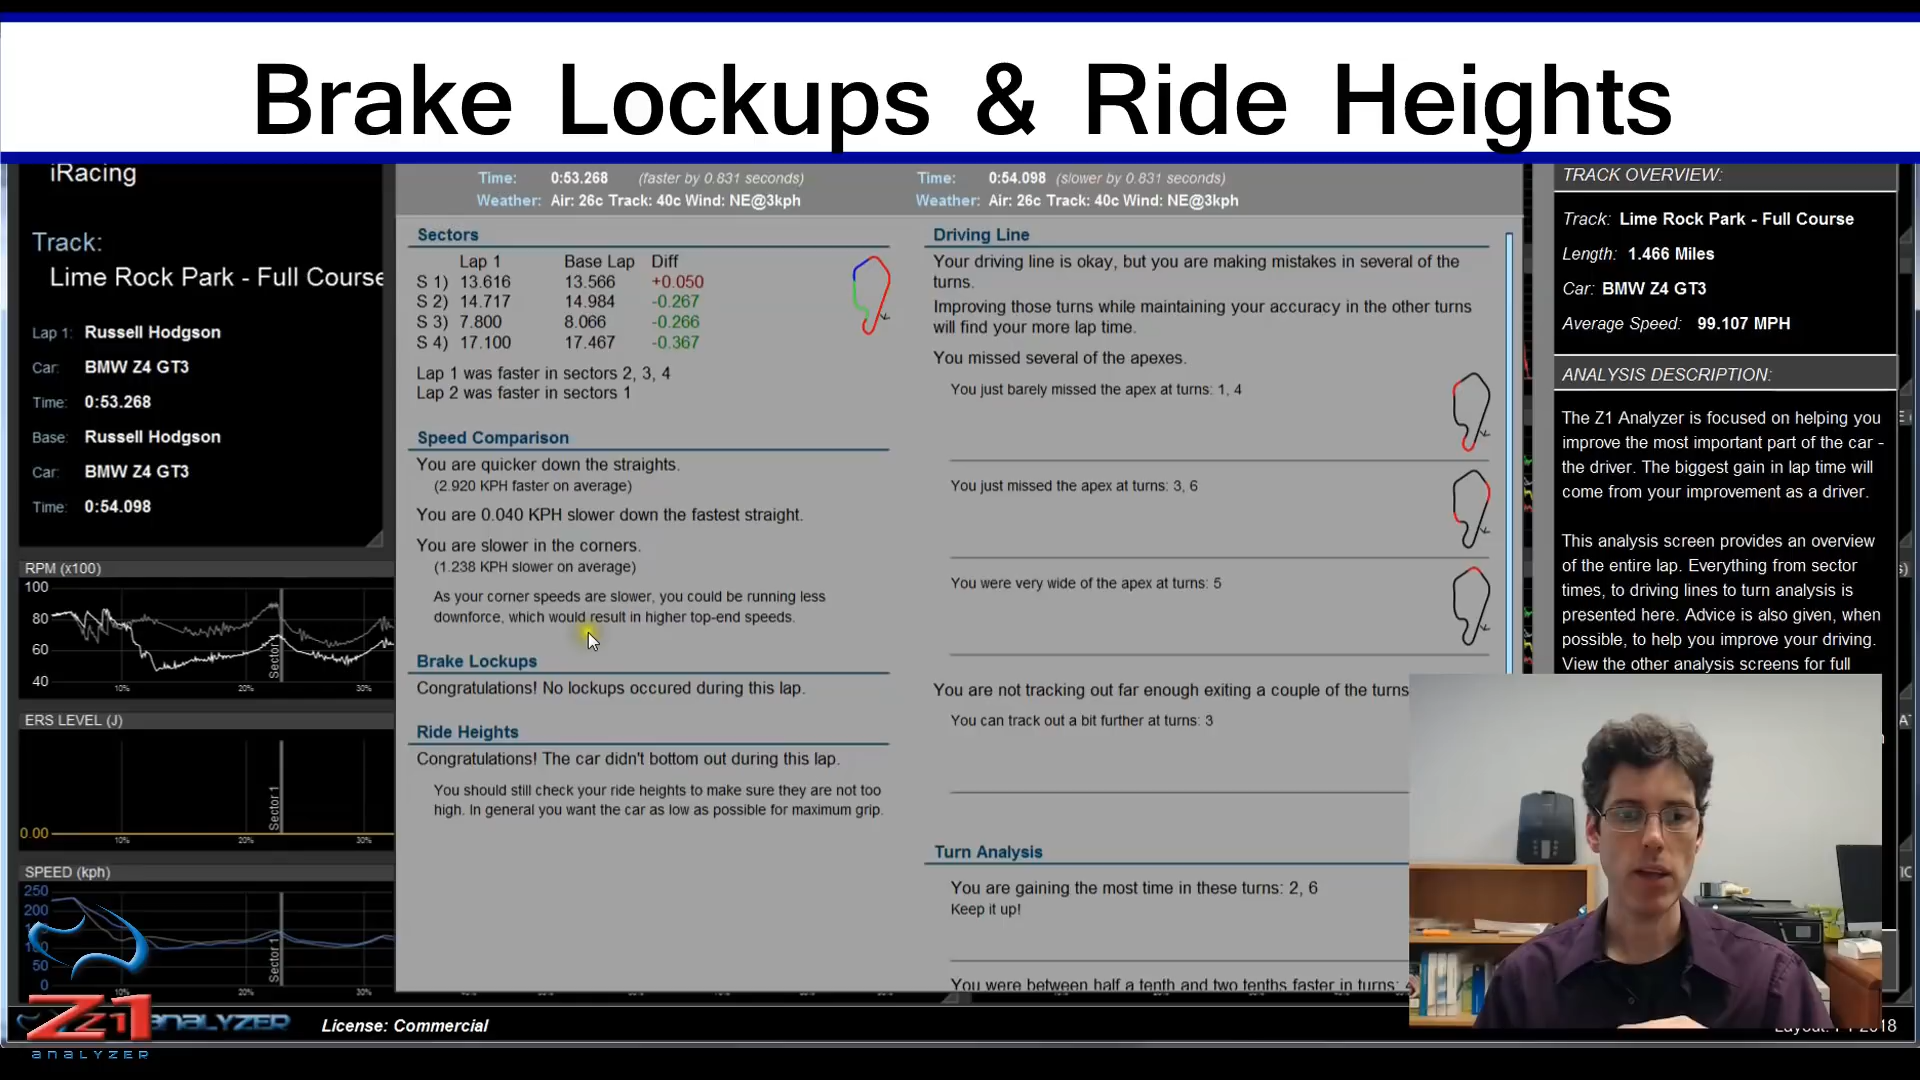 Brake Lockups & Ride Heights
iRacing
Track:
Lime Rock Park - Full Course
Lap 1: Russell Hodgson
Car: BMW Z4 GT3
Time: 0:53.268
Base: Russell Hodgson
Car: BMW Z4 GT3
Time: 0:54.098
RPM (x100)
100
80
60
40
10% 20% 30%
Sector 1
ERS LEVEL (J)
0.00
10% 20% 30%
Sector 1
SPEED (kph)
250
200
50
0
10% 20% 30%
Sector 1
Time: 0:53.268 (faster by 0.831 seconds)
Weather: Air: 26c Track: 40c Wind: NE@3kph
Sectors
Lap 1 Base Lap Diff
S 1) 13.616 13.566 +0.050
S 2) 14.717 14.984 -0.267
S 3) 7.800 8.066 -0.266
S 4) 17.100 17.467 -0.367
Lap 1 was faster in sectors 2, 3, 4
Lap 2 was faster in sectors 1
Speed Comparison
You are quicker down the straights.
(2.920 KPH faster on average)
You are 0.040 KPH slower down the fastest straight.
You are slower in the corners.
(1.238 KPH slower on average)
As your corner speeds are slower, you could be running less
downforce, which would result in higher top-end speeds.
Brake Lockups
Congratulations! No lockups occured during this lap.
Ride Heights
Congratulations! The car didn't bottom out during this lap.
You should still check your ride heights to make sure they are not too
high. In general you want the car as low as possible for maximum grip.
Time: 0:54.098 (slower by 0.831 seconds)
Weather: Air: 26c Track: 40c Wind: NE@3kph
Driving Line
Your driving line is okay, but you are making mistakes in several of the
turns.
Improving those turns while maintaining your accuracy in the other turns
will find your more lap time.
You missed several of the apexes.
You just barely missed the apex at turns: 1, 4
You just missed the apex at turns: 3, 6
You were very wide of the apex at turns: 5
You are not tracking out far enough exiting a couple of the turns
You can track out a bit further at turns: 3
Turn Analysis
You are gaining the most time in these turns: 2, 6
Keep it up!
You were between half a tenth and two tenths faster in turns:
TRACK OVERVIEW:
Track: Lime Rock Park - Full Course
Length: 1.466 Miles
Car: BMW Z4 GT3
Average Speed: 99.107 MPH
ANALYSIS DESCRIPTION:
The Z1 Analyzer is focused on helping you
improve the most important part of the car -
the driver. The biggest gain in lap time will
come from your improvement as a driver.
This analysis screen provides an overview
of the entire lap. Everything from sector
times, to driving lines to turn analysis is
presented here. Advice is also given, when
possible, to help you improve your driving.
View the other analysis screens for full
Z1 ANALYZER
ANALYZER
License: Commercial